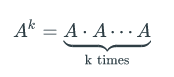 A^k = A · A ··· A
k times